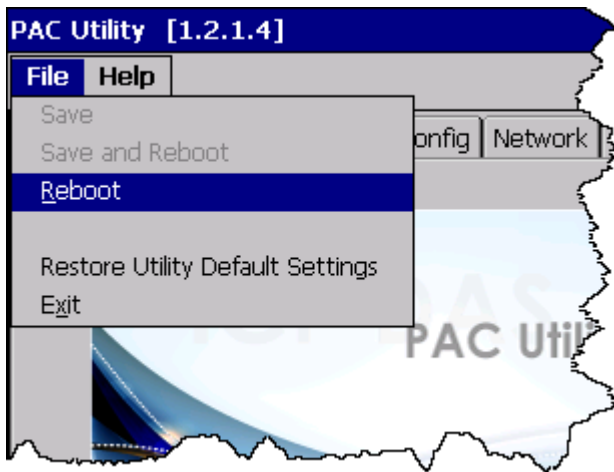 PAC Utility [1.2.1.4]
File Help
Save
Save and Reboot
onfig Network
Reboot
Restore Utility Default Settings
Exit
PAC Utili